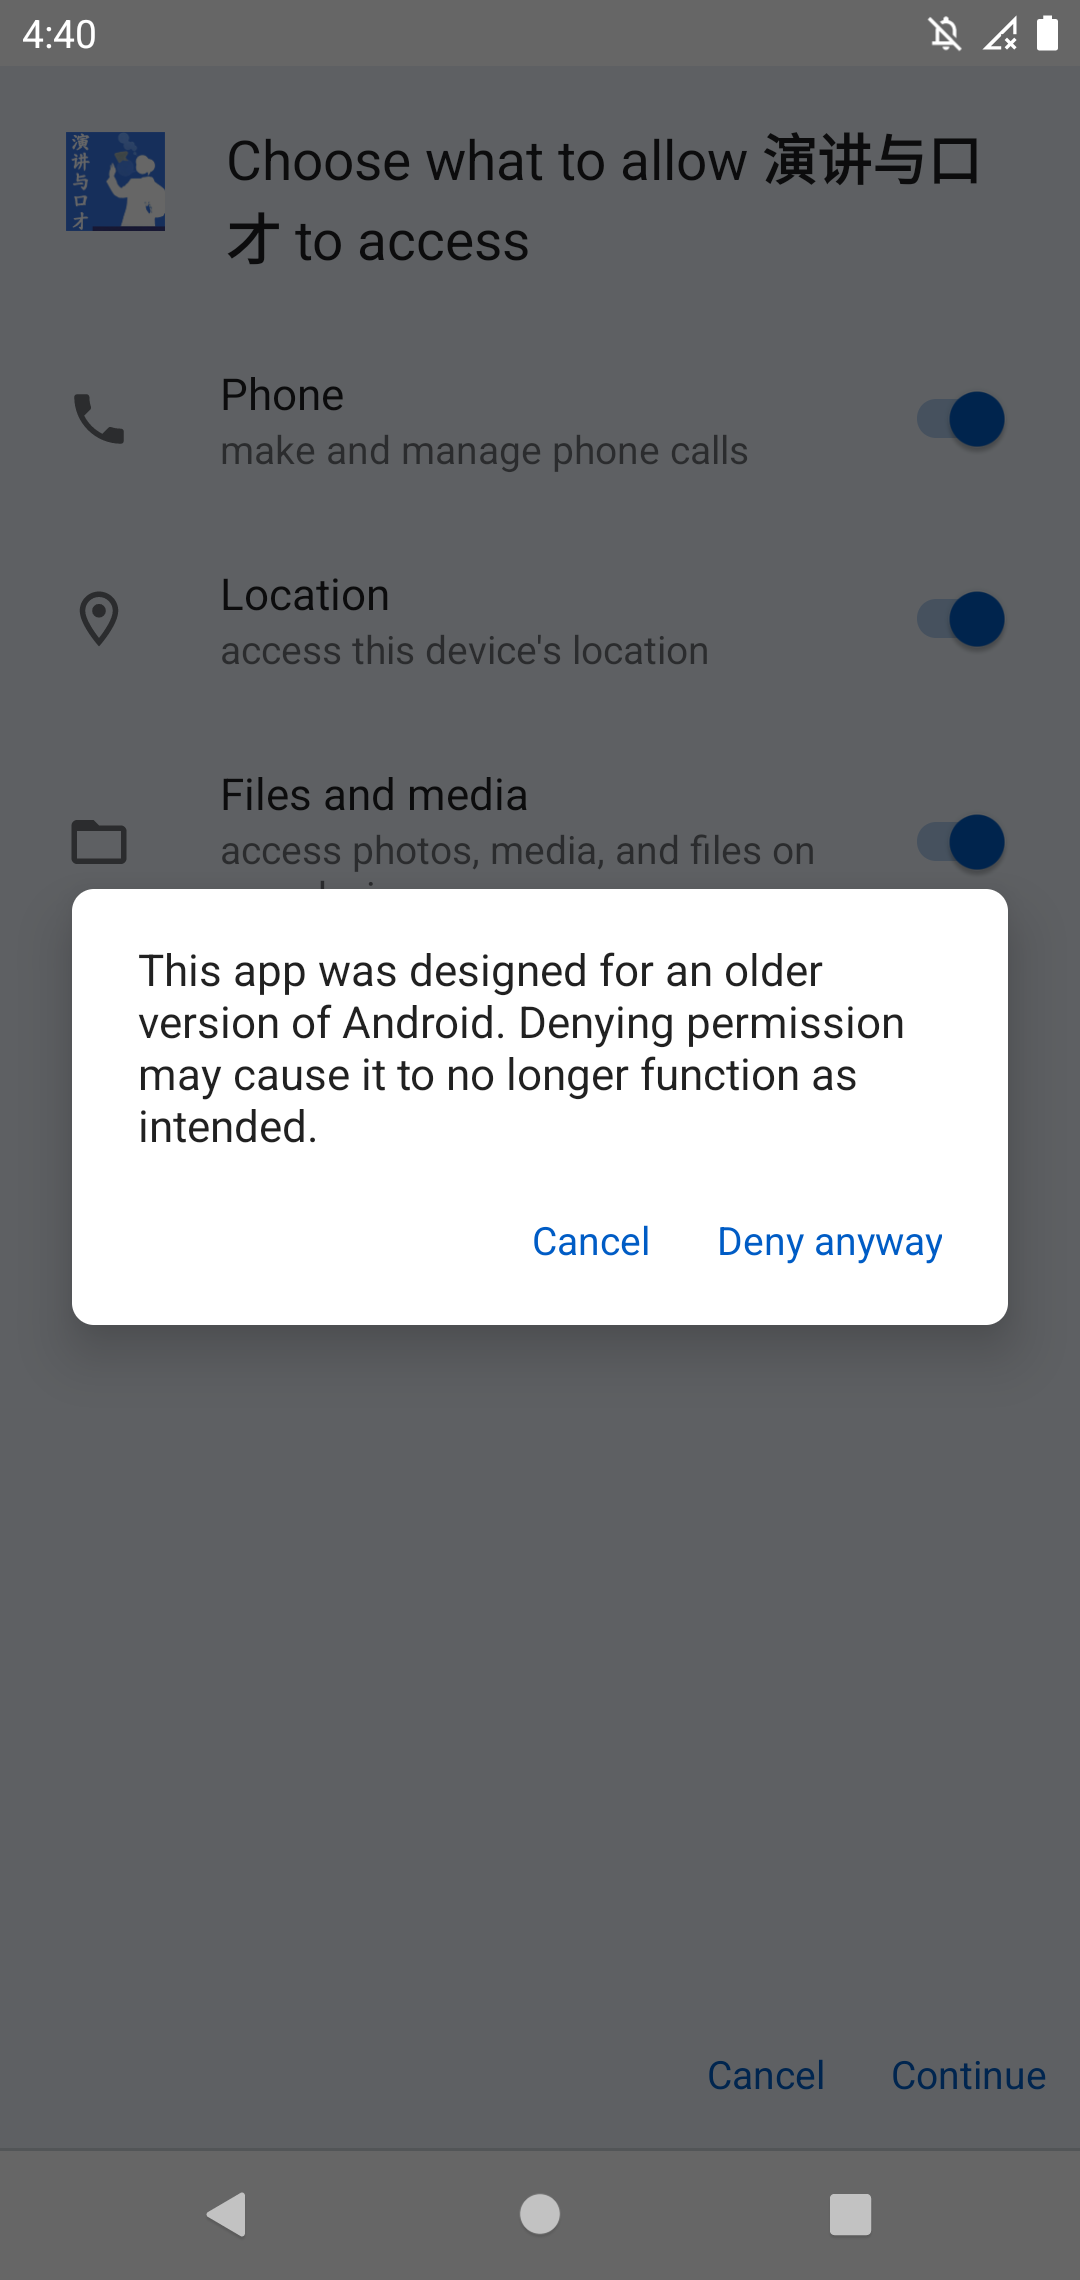 4:40
演讲与口才
Choose what to allow 演讲与口
才 to access
Phone
make and manage phone calls
Location
access this device's location
Files and media
access photos, media, and files on
This app was designed for an older
version of Android. Denying permission
may cause it to no longer function as
intended.
Cancel Deny anyway
Cancel Continue